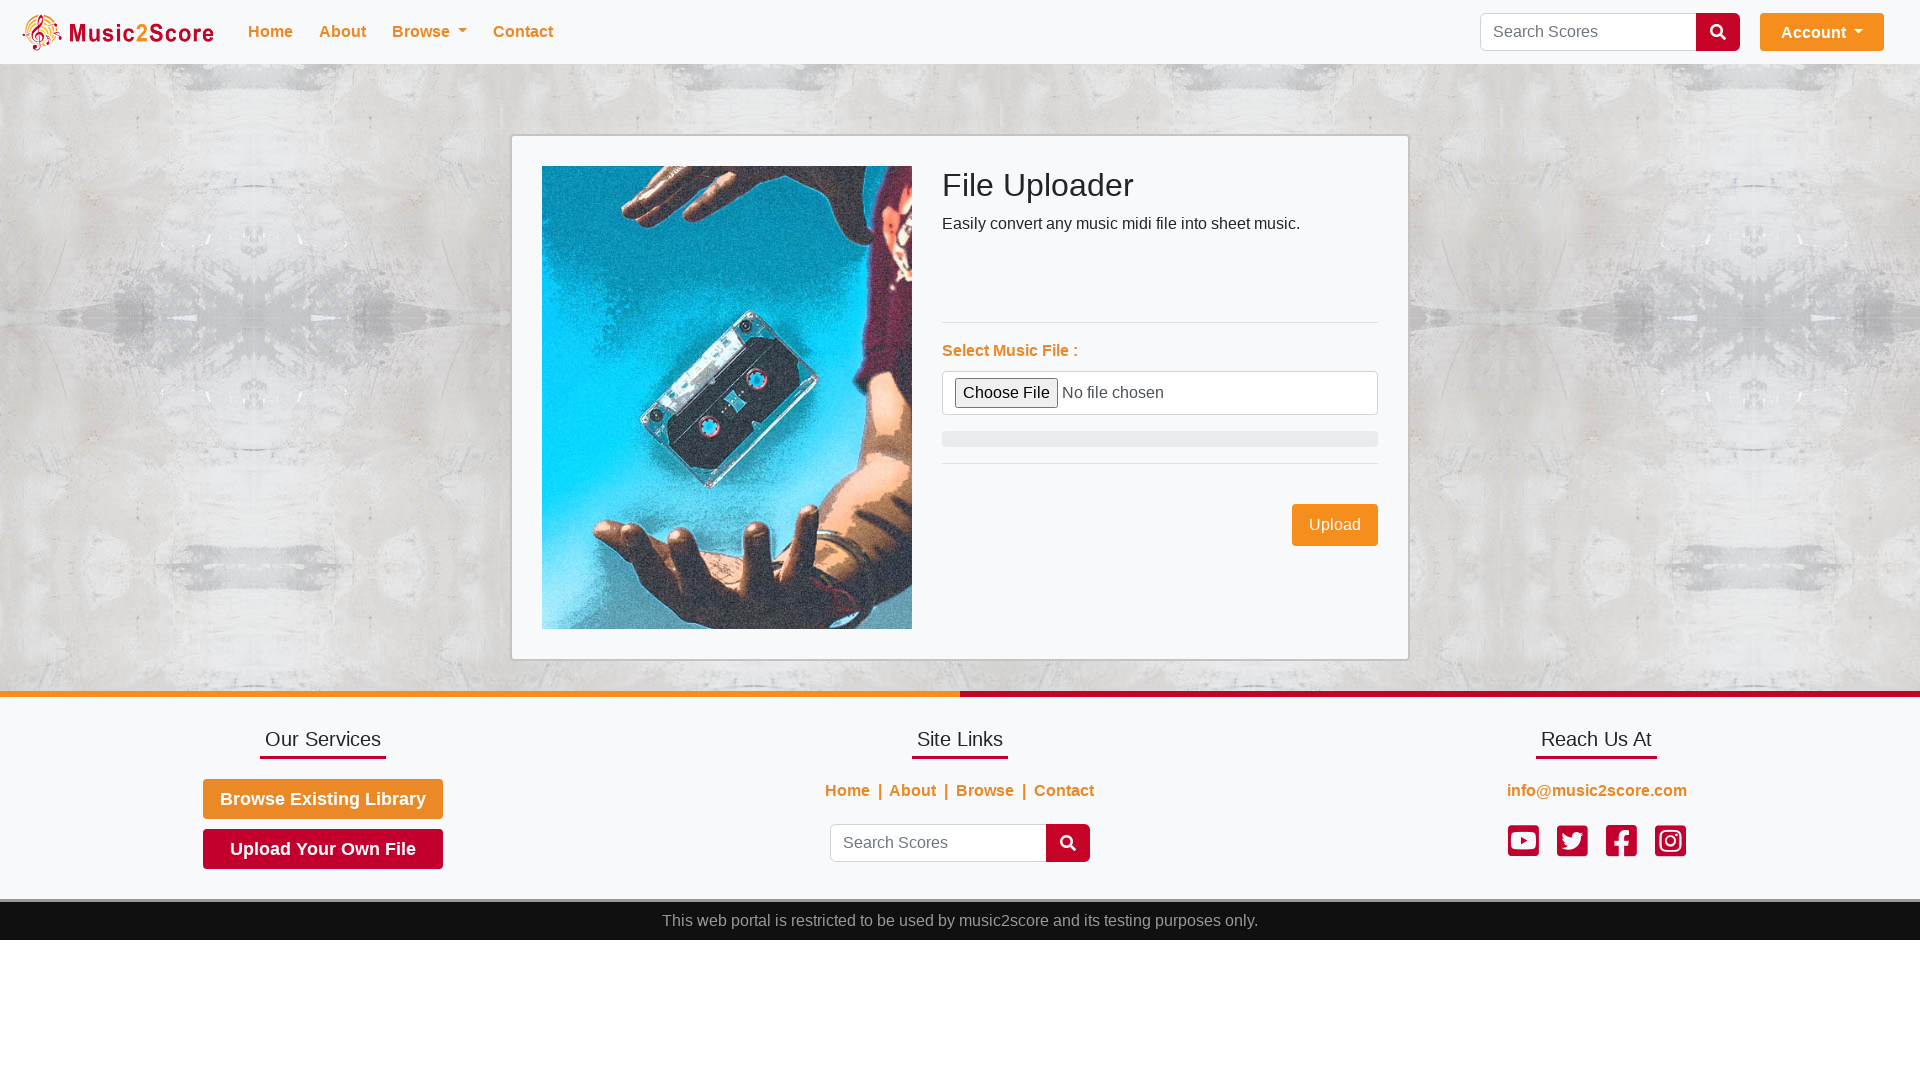 Music2Score
Home
About
Browse
Contact
Search Scores
Account
File Uploader
Easily convert any music midi file into sheet music.
Select Music File :
Choose File No file chosen
Upload
Our Services
Browse Existing Library
Upload Your Own File
Site Links
Home | About | Browse | Contact
Search Scores
Reach Us At
info@music2score.com
This web portal is restricted to be used by music2score and its testing purposes only.